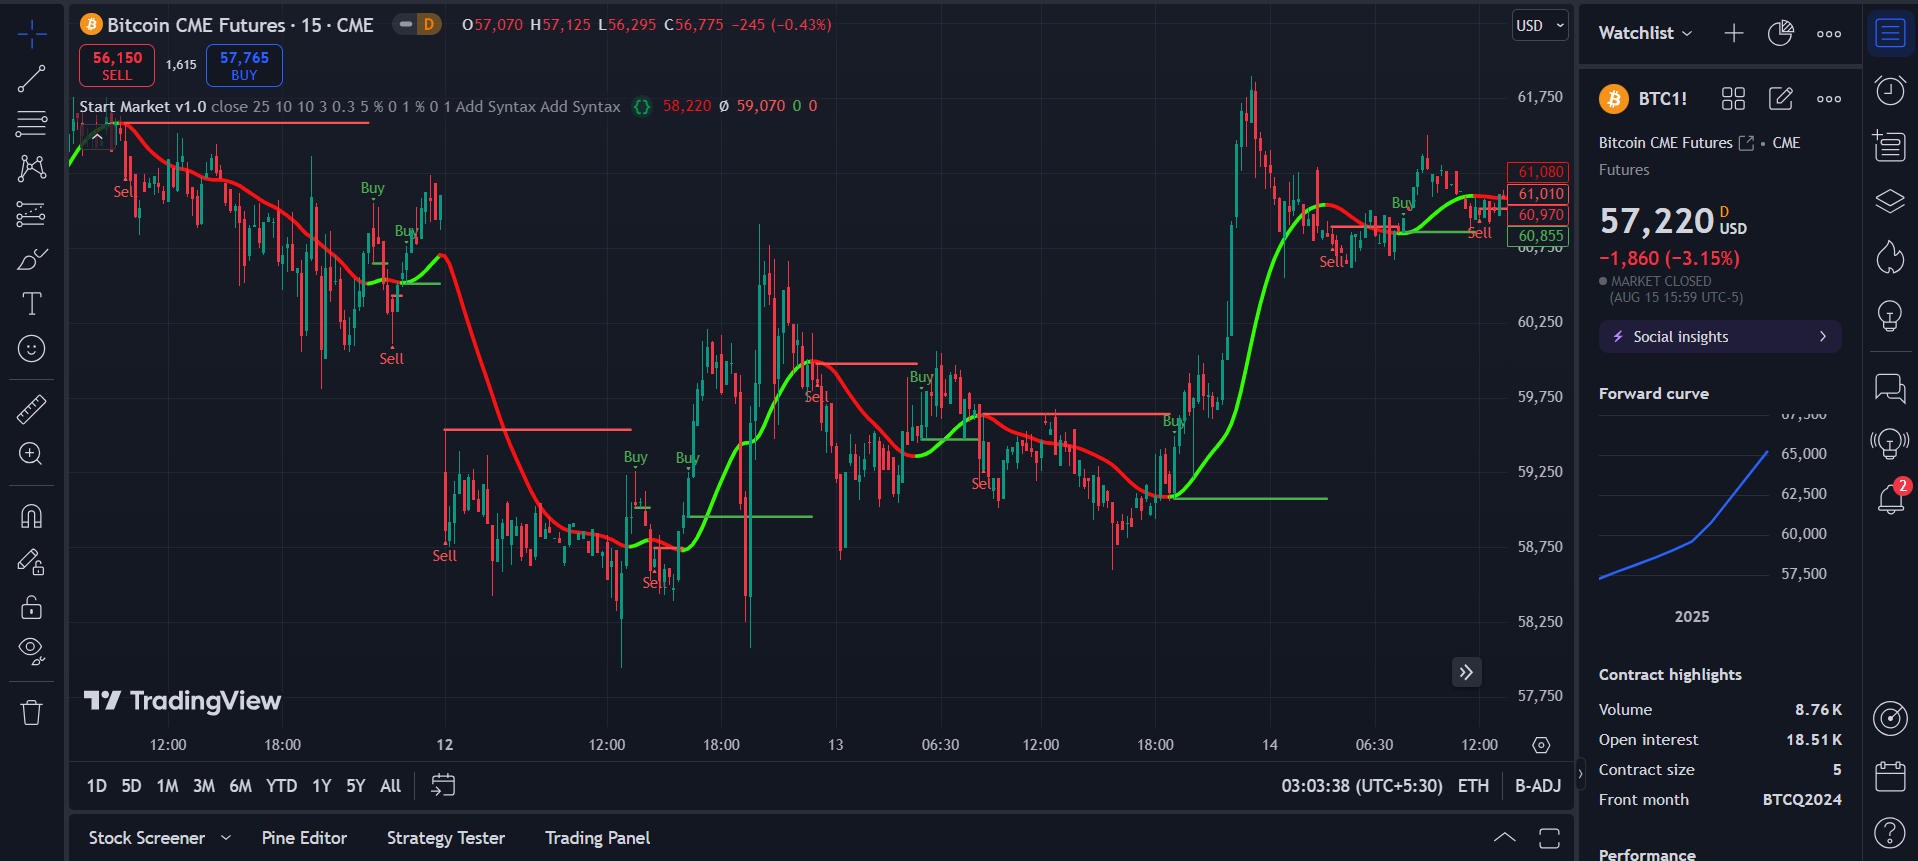 Bitcoin CME Futures · 15 · CME D O57,070 H57,125 L56,295 C56,775 −245 (−0.43%)
56,150 SELL 1,615 57,765 BUY
Start Market v1.0 close 25 10 10 3 0.3 5 % 0 1 % 0 1 Add Syntax Add Syntax {} 58,220 Ø 59,070 0 0
USD
61,750
61,080
61,010
60,970
60,855
60,750
60,250
59,750
59,250
58,750
58,250
57,750
Sell
Buy
Buy
Sell
Sell
Buy
Sell
Buy
Sell
Buy
Sell
Buy
Sell
Buy
Sell
TradingView
12:00 18:00 12 12:00 18:00 13 06:30 12:00 18:00 14 06:30 12:00
1D 5D 1M 3M 6M YTD 1Y 5Y All 03:03:38 (UTC+5:30) ETH B-ADJ
Stock Screener Pine Editor Strategy Tester Trading Panel
Watchlist
BTC1!
Bitcoin CME Futures • CME
Futures
57,220 D USD
−1,860 (−3.15%)
MARKET CLOSED
(AUG 15 15:59 UTC-5)
Social insights
Forward curve
67,500
65,000
62,500
60,000
57,500
2025
Contract highlights
Volume 8.76 K
Open interest 18.51 K
Contract size 5
Front month BTCQ2024
Performance
2